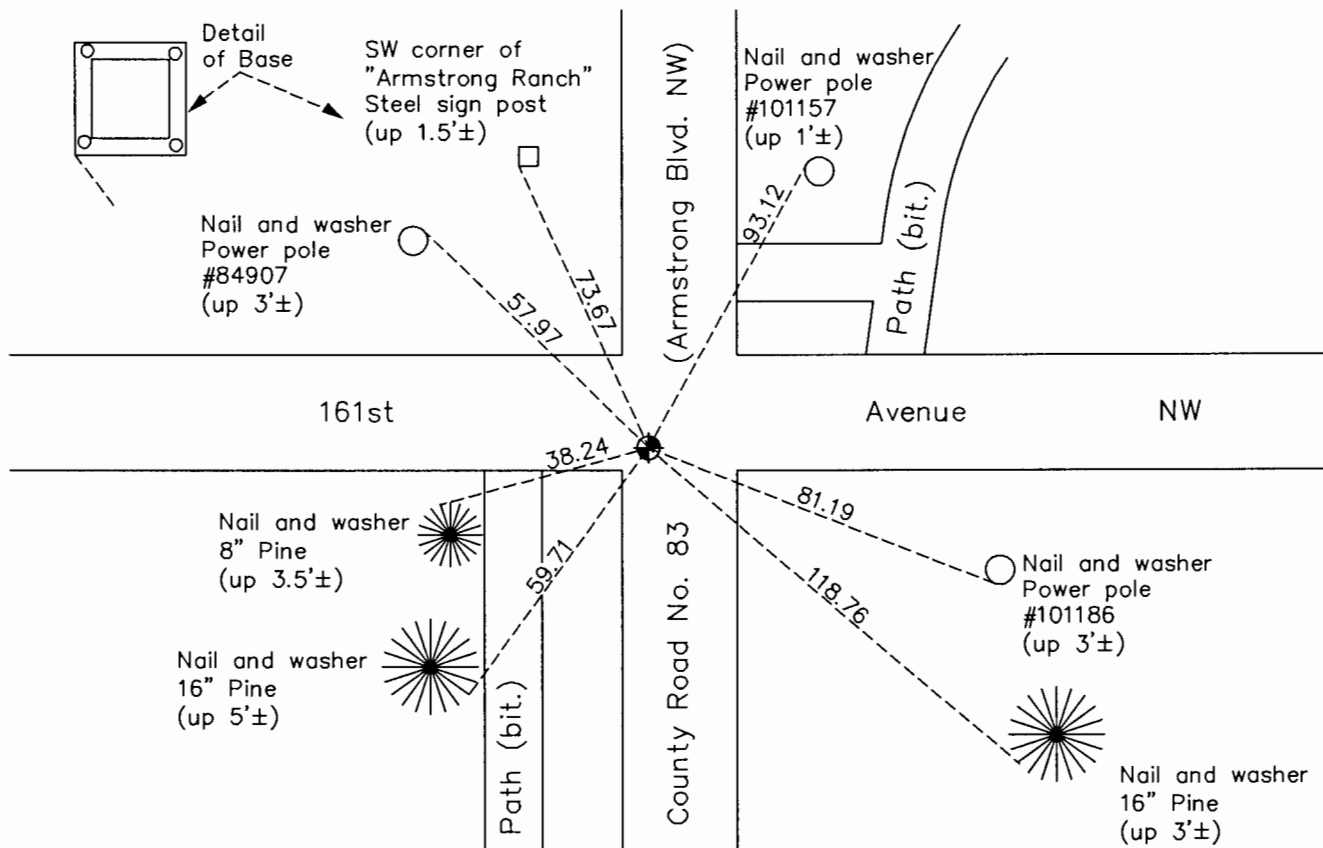 Detail
of Base
SW corner of
"Armstrong Ranch"
Steel sign post
(up 1.5'±)
Nail and washer
Power pole
#101157
(up 1'±)
Nail and washer
Power pole
#84907
(up 3'±)
57.97
73.67
93.12
(Armstrong Blvd. NW)
Path (bit.)
161st Avenue NW
38.24
59.71
81.19
118.76
Nail and washer
8" Pine
(up 3.5'±)
Nail and washer
16" Pine
(up 5'±)
Path (bit.)
County Road No. 83
Nail and washer
Power pole
#101186
(up 3'±)
Nail and washer
16" Pine
(up 3'±)